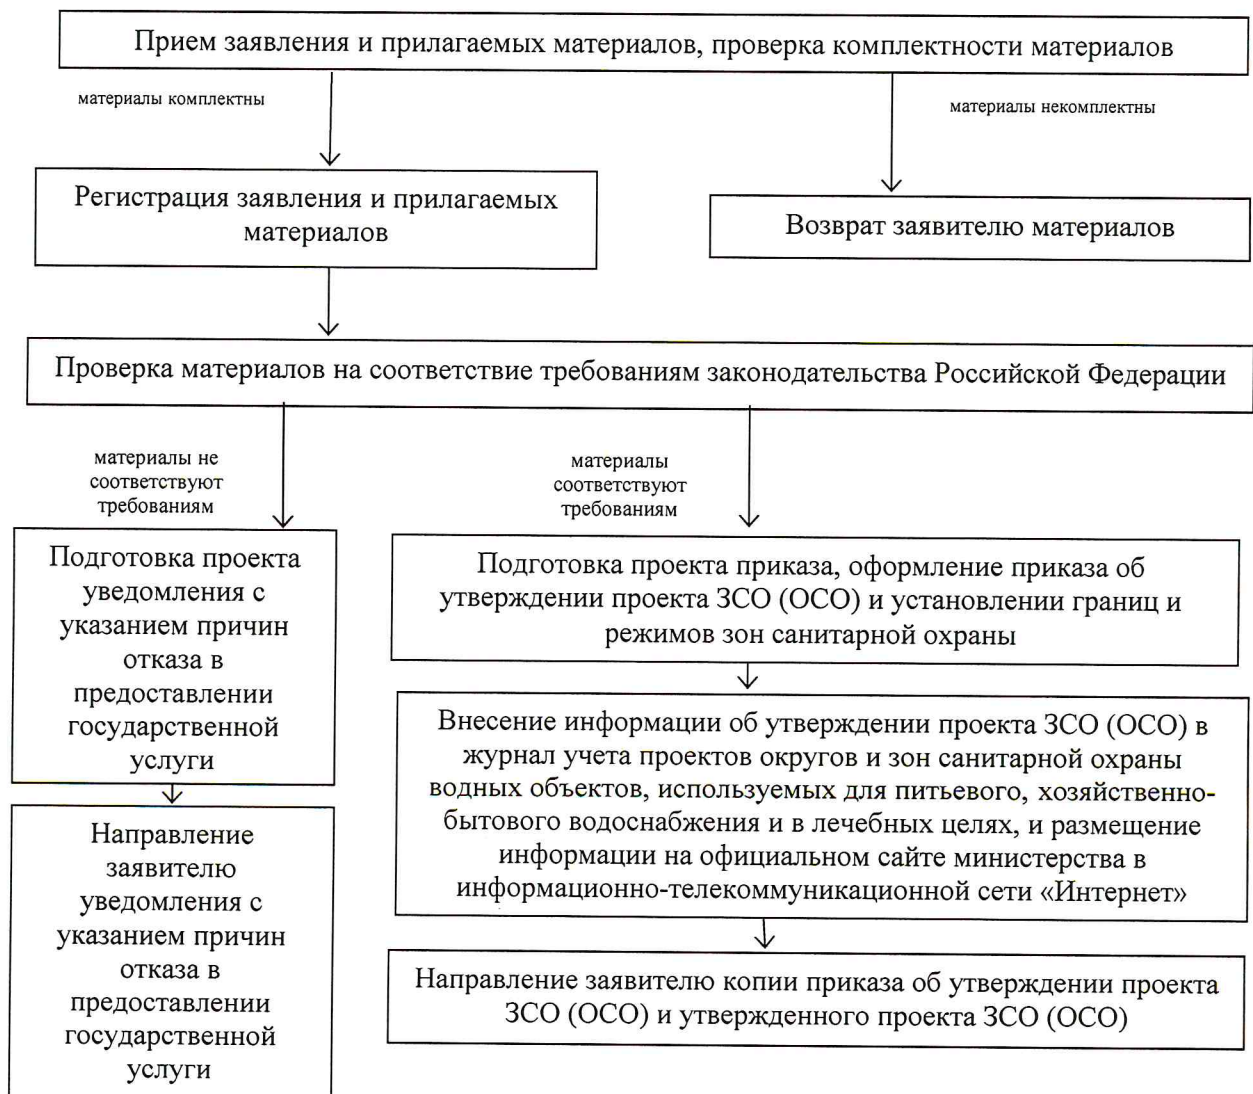 Прием заявления и прилагаемых материалов, проверка комплектности материалов
материалы комплектны
материалы некомплектны
Регистрация заявления и прилагаемых
материалов
Возврат заявителю материалов
Проверка материалов на соответствие требованиям законодательства Российской Федерации
материалы не
соответствуют
требованиям
материалы
соответствуют
требованиям
Подготовка проекта
уведомления с
указанием причин
отказа в
предоставлении
государственной
услуги
Подготовка проекта приказа, оформление приказа об
утверждении проекта ЗСО (ОСО) и установлении границ и
режимов зон санитарной охраны
Внесение информации об утверждении проекта ЗСО (ОСО) в
журнал учета проектов округов и зон санитарной охраны
водных объектов, используемых для питьевого, хозяйственно-
бытового водоснабжения и в лечебных целях, и размещение
информации на официальном сайте министерства в
информационно-телекоммуникационной сети «Интернет»
Направление
заявителю
уведомления с
указанием причин
отказа в
предоставлении
государственной
услуги
Направление заявителю копии приказа об утверждении проекта
ЗСО (ОСО) и утвержденного проекта ЗСО (ОСО)